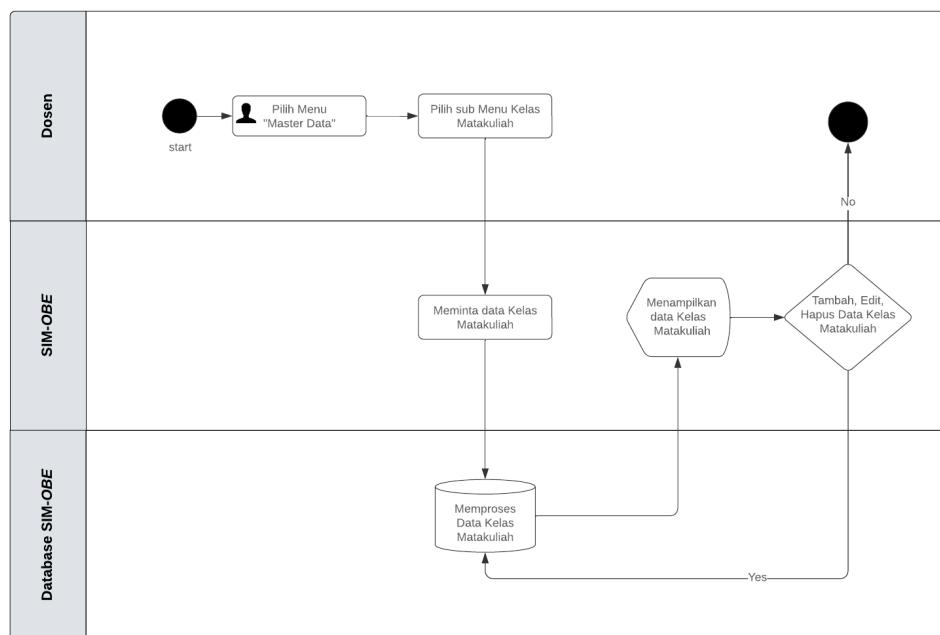 Dosen
start
Pilih Menu
"Master Data"
Pilih sub Menu Kelas
Matakuliah
No
SIM-OBE
Meminta data Kelas
Matakuliah
Menampilkan
data Kelas
Matakuliah
Tambah, Edit,
Hapus Data Kelas
Matakuliah
Database SIM-OBE
Memproses
Data Kelas
Matakuliah
Yes